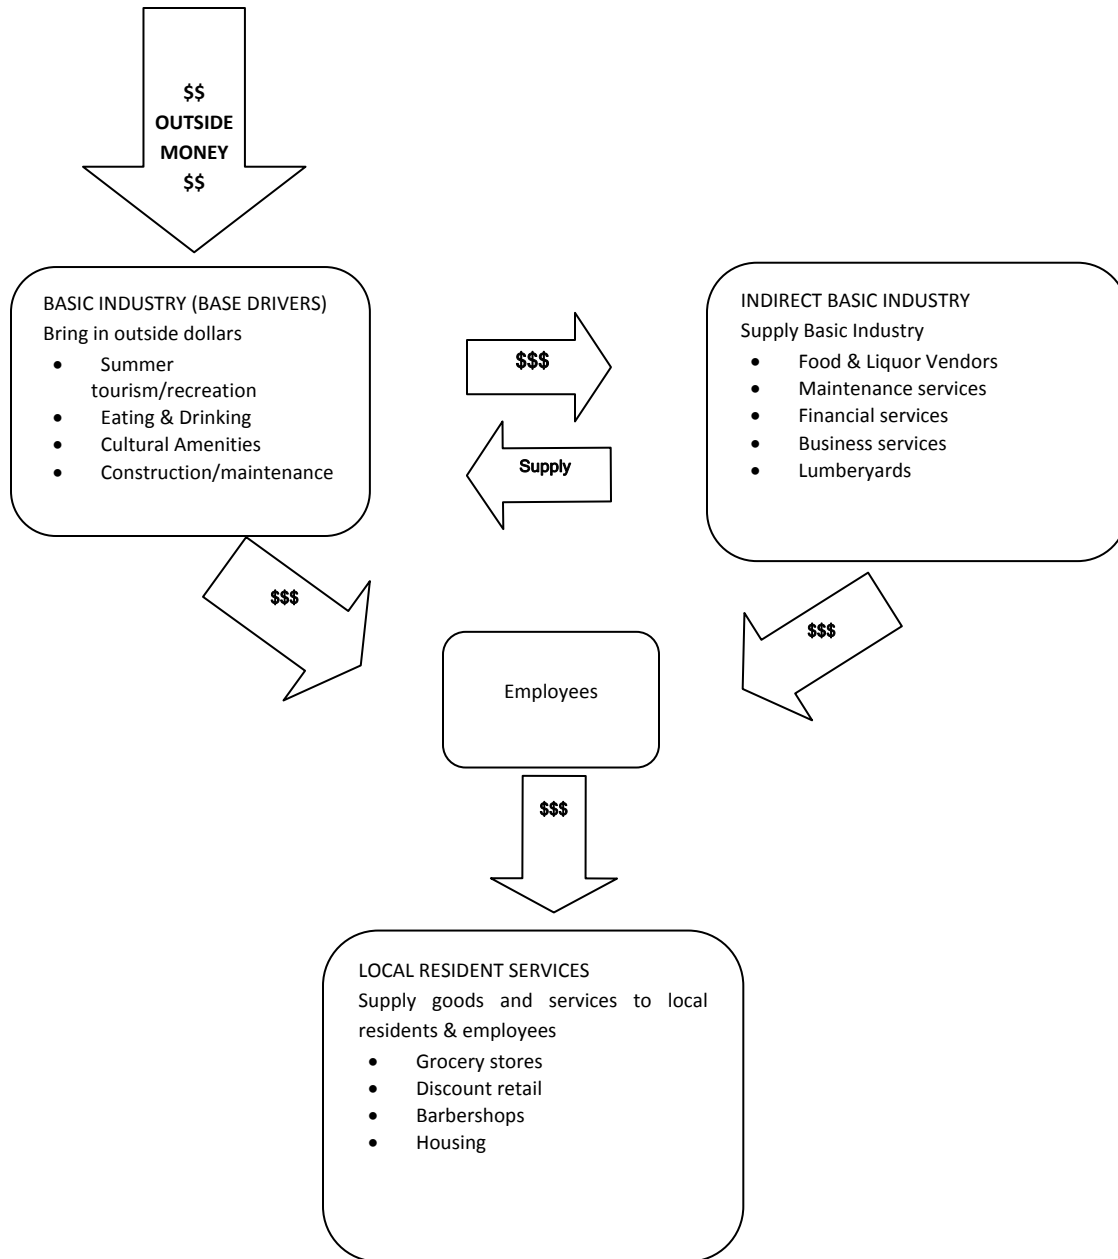 $$
OUTSIDE
MONEY
$$
BASIC INDUSTRY (BASE DRIVERS)
Bring in outside dollars
• Summer
tourism/recreation
• Eating & Drinking
• Cultural Amenities
• Construction/maintenance
$$$
Supply
INDIRECT BASIC INDUSTRY
Supply Basic Industry
• Food & Liquor Vendors
• Maintenance services
• Financial services
• Business services
• Lumberyards
$$$
$$$
Employees
$$$
LOCAL RESIDENT SERVICES
Supply goods and services to local
residents & employees
• Grocery stores
• Discount retail
• Barbershops
• Housing